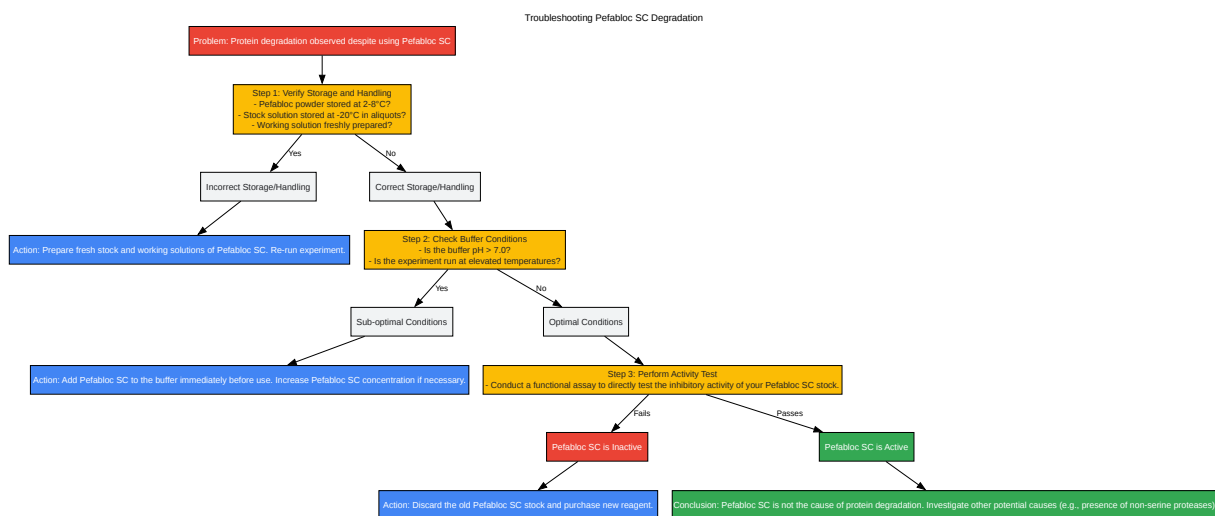 Troubleshooting Pefabloc SC Degradation
Problem: Protein degradation observed despite using Pefabloc SC
Step 1: Verify Storage and Handling
- Pefabloc powder stored at 2-8°C?
- Stock solution stored at -20°C in aliquots?
- Working solution freshly prepared?
Yes
No
Incorrect Storage/Handling
Correct Storage/Handling
Action: Prepare fresh stock and working solutions of Pefabloc SC. Re-run experiment.
Step 2: Check Buffer Conditions
- Is the buffer pH > 7.0?
- Is the experiment run at elevated temperatures?
Yes
No
Sub-optimal Conditions
Optimal Conditions
Action: Add Pefabloc SC to the buffer immediately before use. Increase Pefabloc SC concentration if necessary.
Step 3: Perform Activity Test
- Conduct a functional assay to directly test the inhibitory activity of your Pefabloc SC stock.
Fails
Passes
Pefabloc SC is Inactive
Pefabloc SC is Active
Action: Discard the old Pefabloc SC stock and purchase new reagent.
Conclusion: Pefabloc SC is not the cause of protein degradation. Investigate other potential causes (e.g., presence of non-serine proteases)